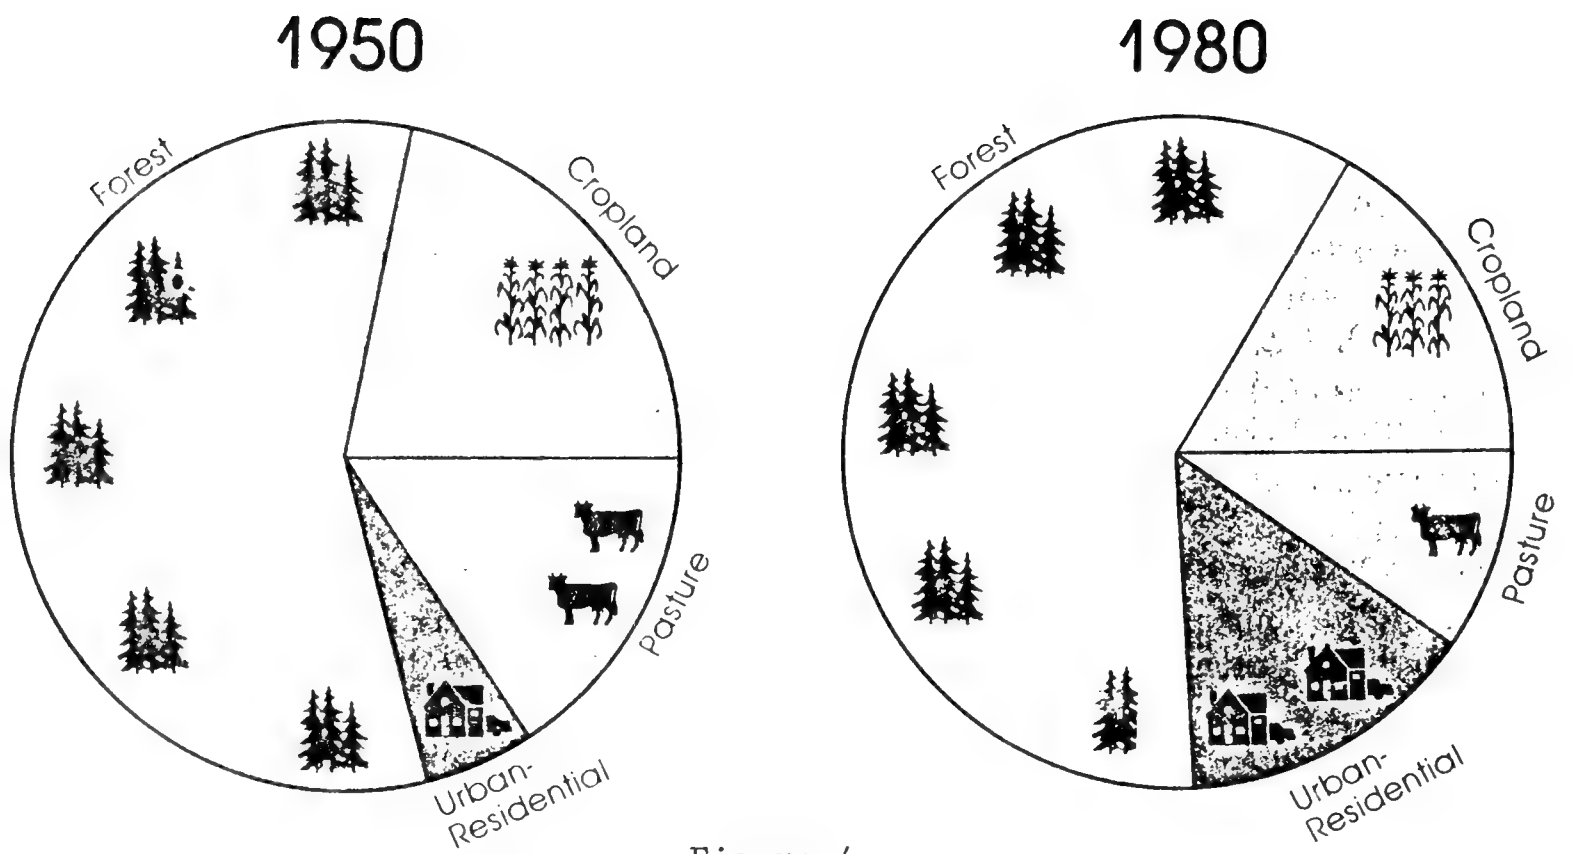 1950
Forest
Cropland
Pasture
Urban-
Residential
1980
Forest
Cropland
Pasture
Urban-
Residential